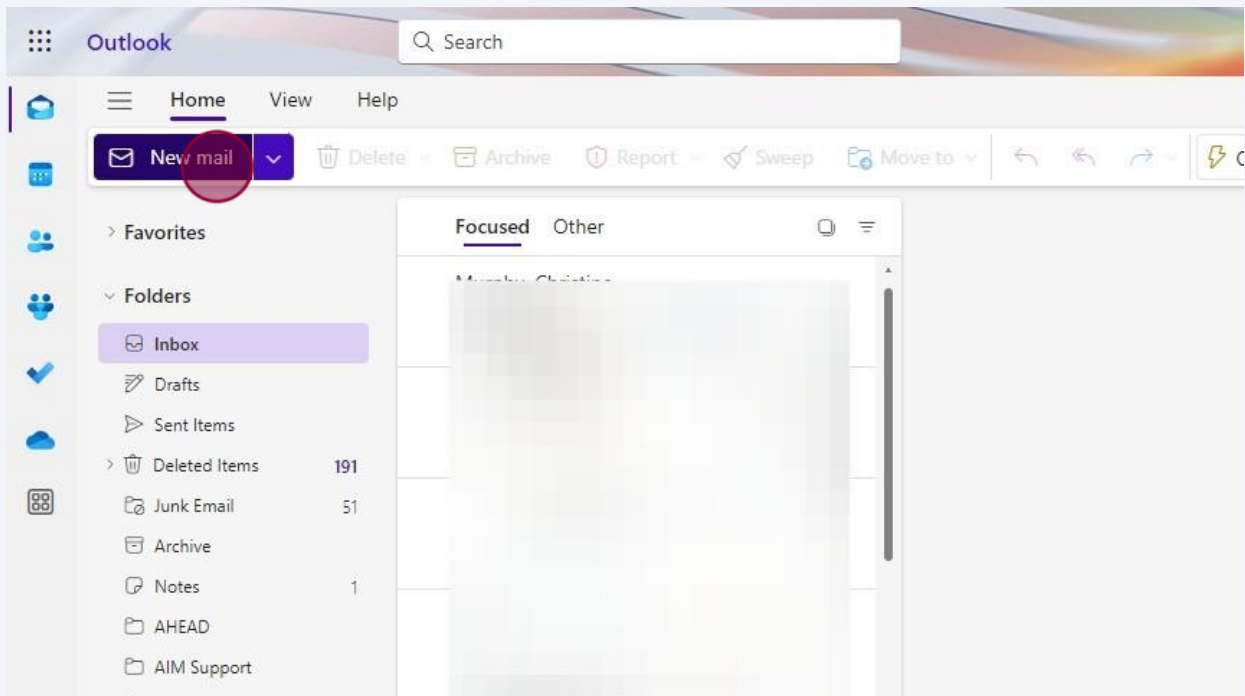 Outlook
Search
Home View Help
New mail Delete Archive Report Sweep Move to
Favorites
Focused Other
Folders
Inbox
Drafts
Sent Items
Deleted Items 191
Junk Email 51
Archive
Notes 1
AHEAD
AIM Support